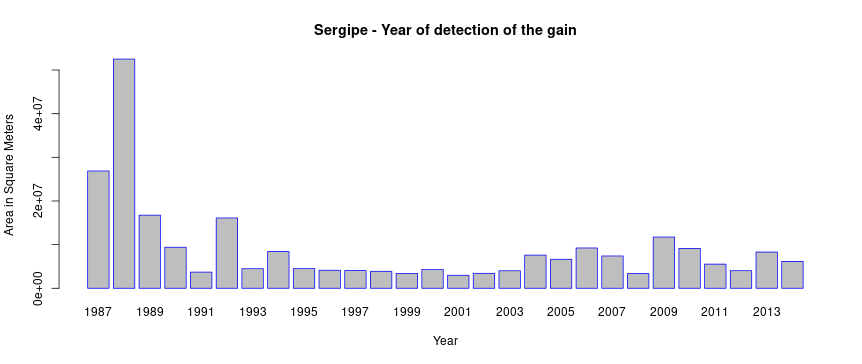 Sergipe - Year of detection of the gain
Area in Square Meters
4e+07
2e+07
0e+00
1987 1989 1991 1993 1995 1997 1999 2001 2003 2005 2007 2009 2011 2013
Year